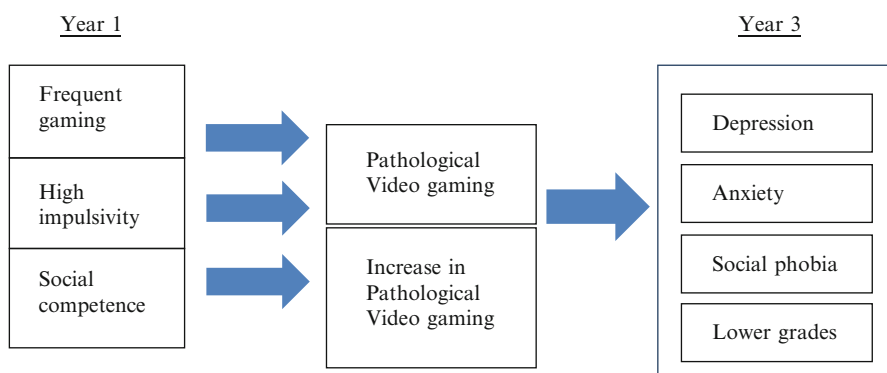 Year 1
Year 3
Frequent
gaming
High
impulsivity
Social
competence
Pathological
Video gaming
Increase in
Pathological
Video gaming
Depression
Anxiety
Social phobia
Lower grades